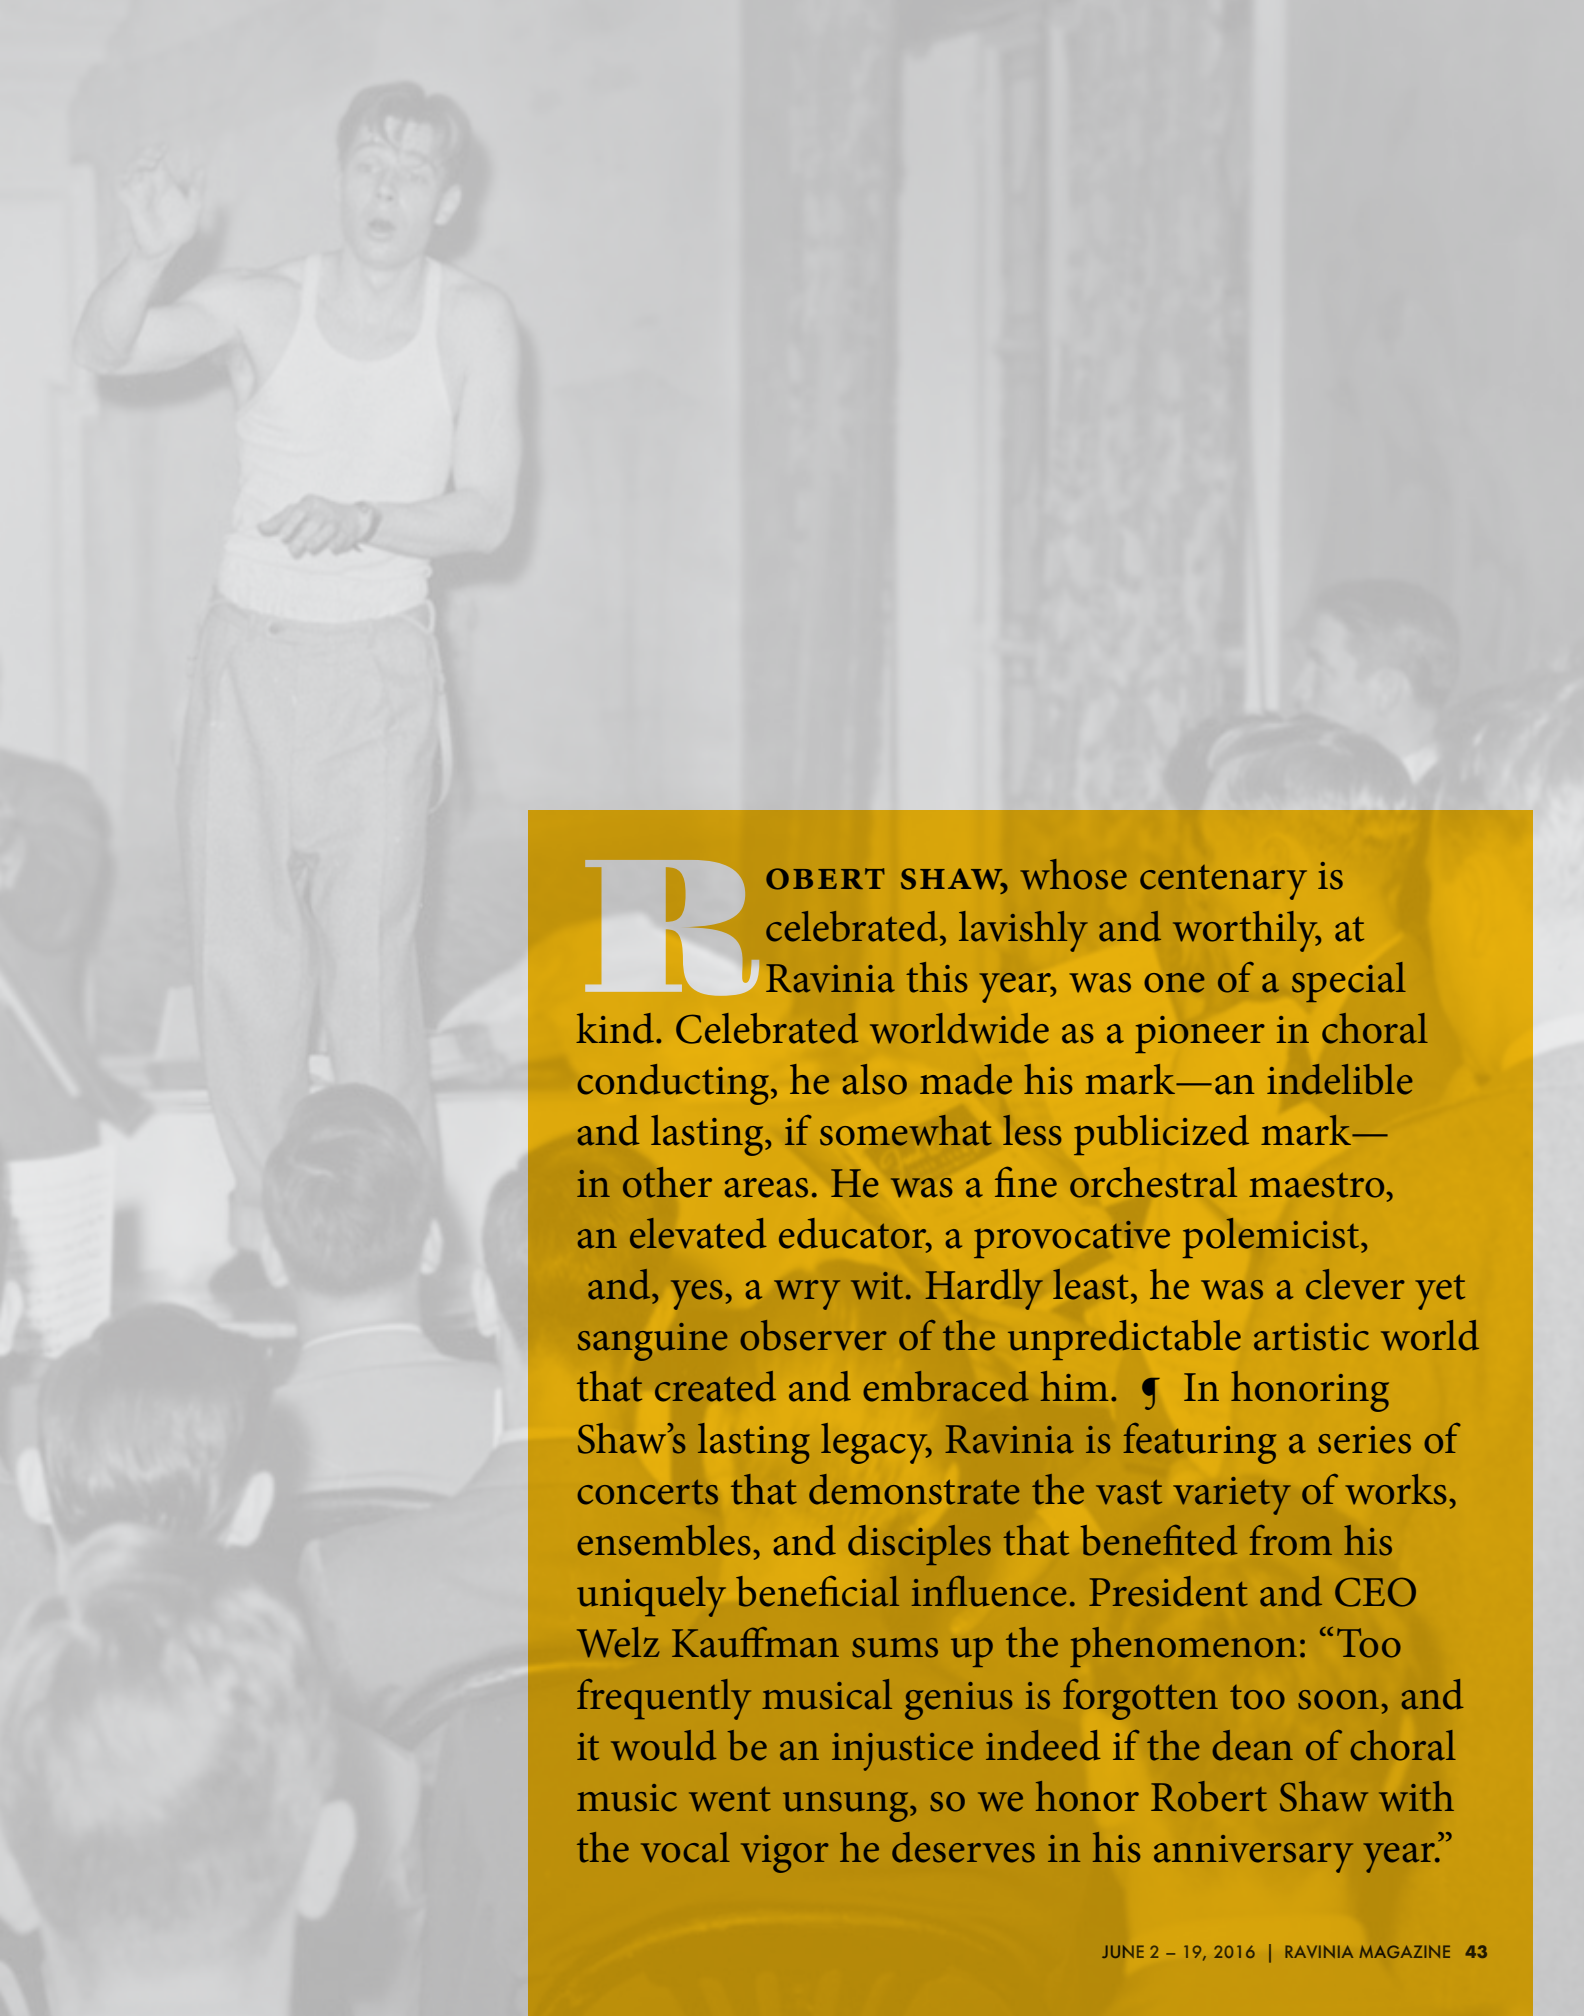 ROBERT SHAW, whose centenary is
celebrated, lavishly and worthily, at
Ravinia this year, was one of a special
kind. Celebrated worldwide as a pioneer in choral
conducting, he also made his mark—an indelible
and lasting, if somewhat less publicized mark—
in other areas. He was a fine orchestral maestro,
an elevated educator, a provocative polemicist,
and, yes, a wry wit. Hardly least, he was a clever yet
sanguine observer of the unpredictable artistic world
that created and embraced him. ¶ In honoring
Shaw’s lasting legacy, Ravinia is featuring a series of
concerts that demonstrate the vast variety of works,
ensembles, and disciples that benefited from his
uniquely beneficial influence. President and CEO
Welz Kauffman sums up the phenomenon: “Too
frequently musical genius is forgotten too soon, and
it would be an injustice indeed if the dean of choral
music went unsung, so we honor Robert Shaw with
the vocal vigor he deserves in his anniversary year.”
JUNE 2 – 19, 2016 | RAVINIA MAGAZINE 43